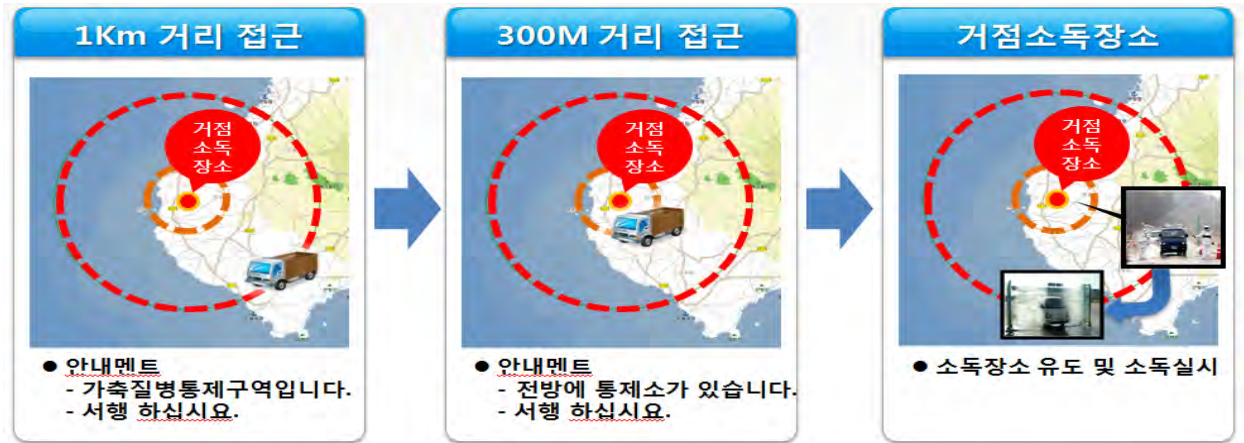 1Km 거리 접근
거점
소독
장소
● 안내멘트
- 가축질병통제구역입니다.
- 서행 하십시요.
300M 거리 접근
거점
소독
장소
● 안내멘트
- 전방에 통제소가 있습니다.
- 서행 하십시요.
거점소독장소
거점
소독
장소
● 소독장소 유도 및 소독실시